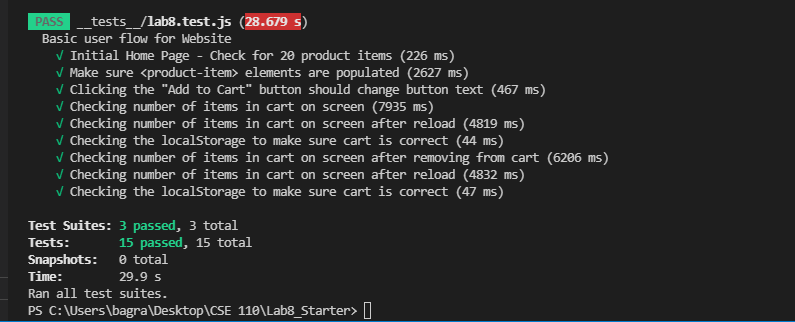 PASS __tests__/lab8.test.js (28.679 s)
Basic user flow for Website
√ Initial Home Page - Check for 20 product items (226 ms)
√ Make sure <product-item> elements are populated (2627 ms)
√ Clicking the "Add to Cart" button should change button text (467 ms)
√ Checking number of items in cart on screen (7935 ms)
√ Checking number of items in cart on screen after reload (4819 ms)
√ Checking the localStorage to make sure cart is correct (44 ms)
√ Checking number of items in cart on screen after removing from cart (6206 ms)
√ Checking number of items in cart on screen after reload (4832 ms)
√ Checking the localStorage to make sure cart is correct (47 ms)
Test Suites: 3 passed, 3 total
Tests: 15 passed, 15 total
Snapshots: 0 total
Time: 29.9 s
Ran all test suites.
PS C:\Users\bagra\Desktop\CSE 110\Lab8_Starter>